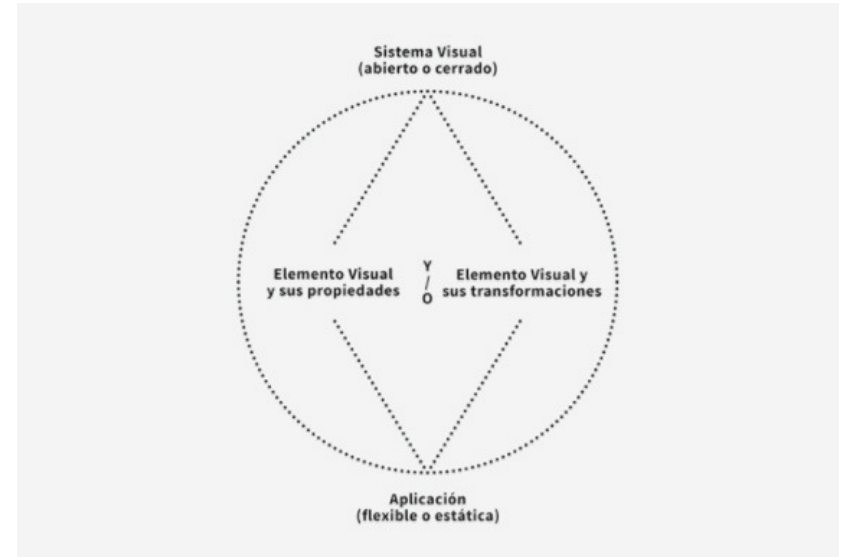 Sistema Visual
(abierto o cerrado)
Elemento Visual
y sus propiedades
Y
/
O
Elemento Visual y
sus transformaciones
Aplicación
(flexible o estática)